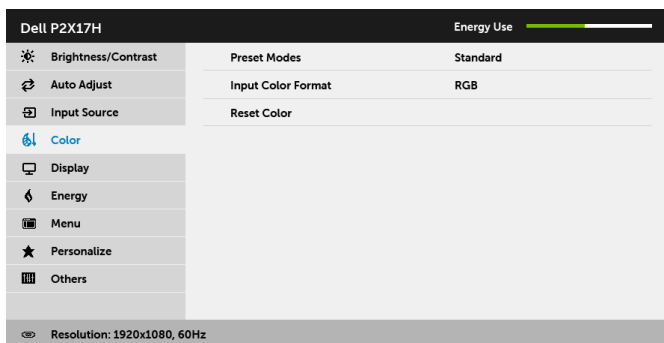 Dell P2X17H Energy Use
Brightness/Contrast Preset Modes Standard
Auto Adjust Input Color Format RGB
Input Source Reset Color
Color
Display
Energy
Menu
Personalize
Others
Resolution: 1920x1080, 60Hz